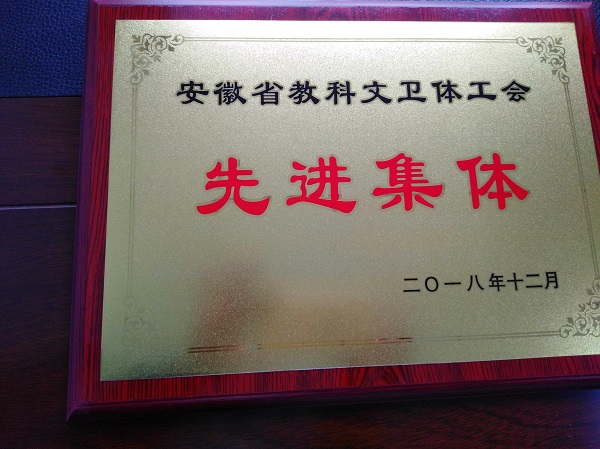 安徽省教科文卫体工会
先进集体
二〇一八年十二月